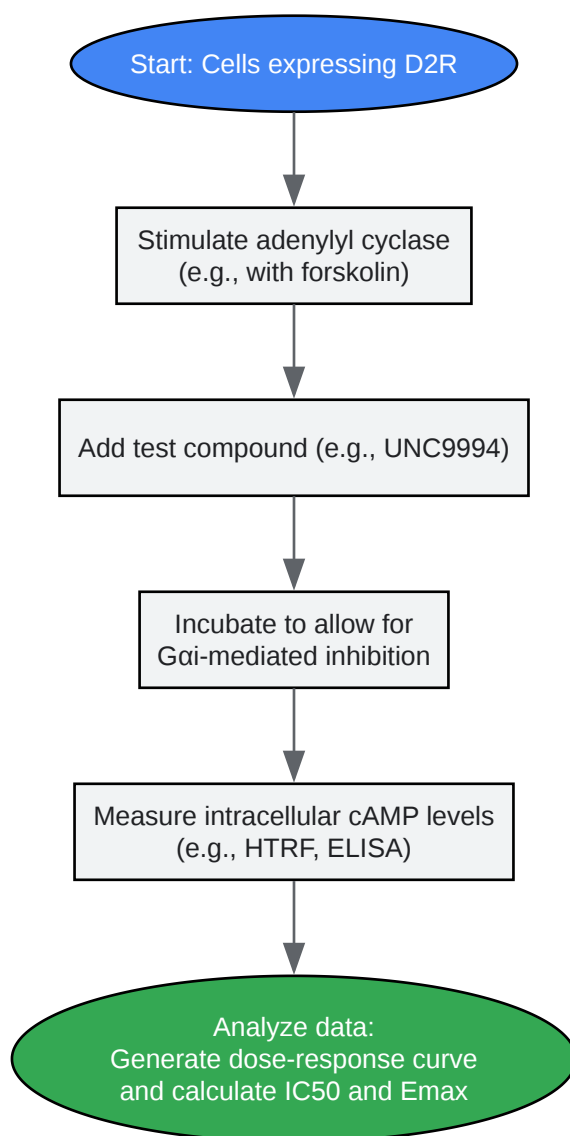 Start: Cells expressing D2R
Stimulate adenylyl cyclase
(e.g., with forskolin)
Add test compound (e.g., UNC9994)
Incubate to allow for
Gαi-mediated inhibition
Measure intracellular cAMP levels
(e.g., HTRF, ELISA)
Analyze data:
Generate dose-response curve
and calculate IC50 and Emax